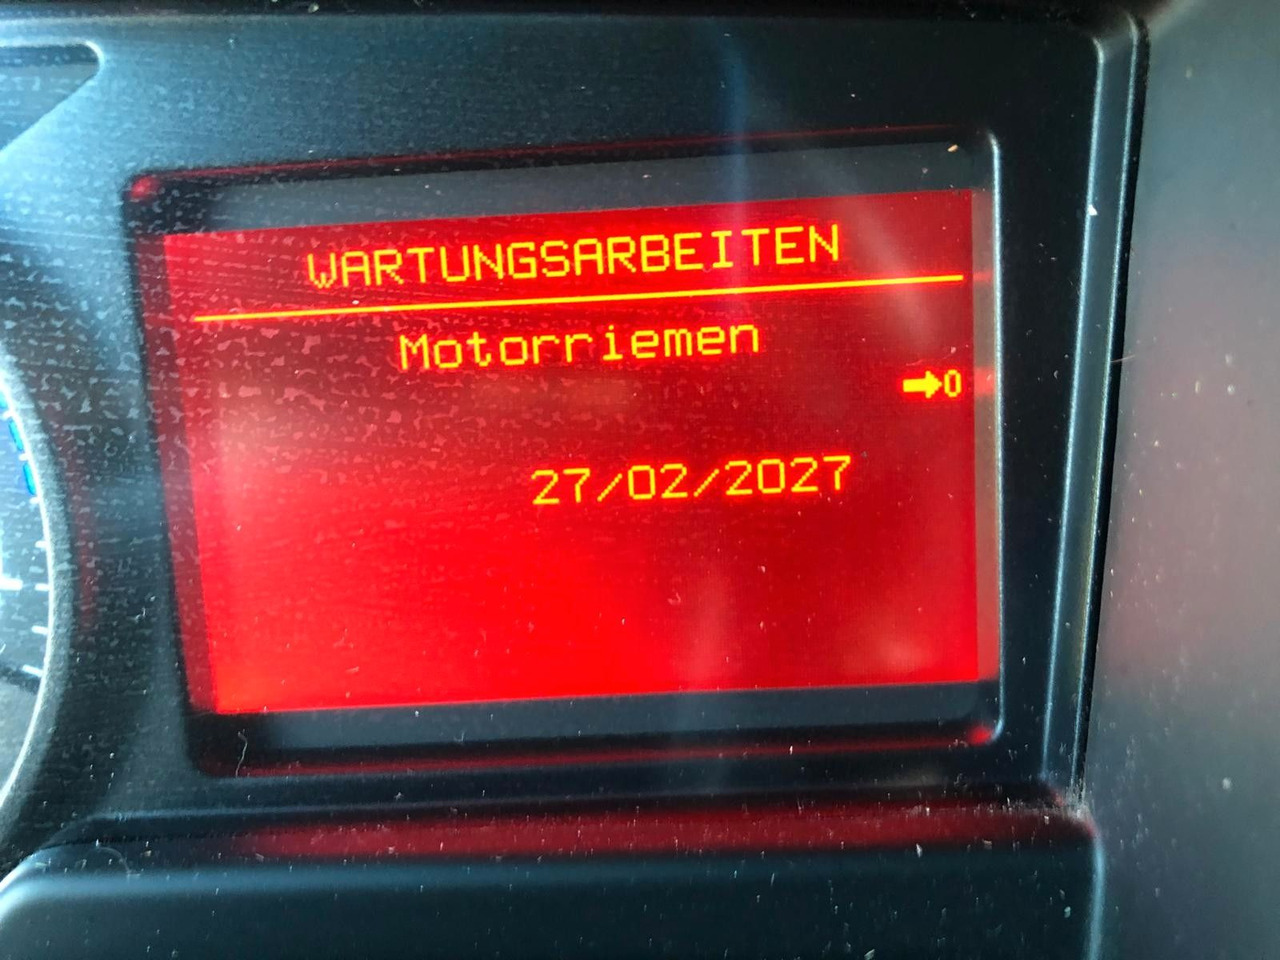 WARTUNGSARBEITEN
Motorriemen
➡0
27/02/2027